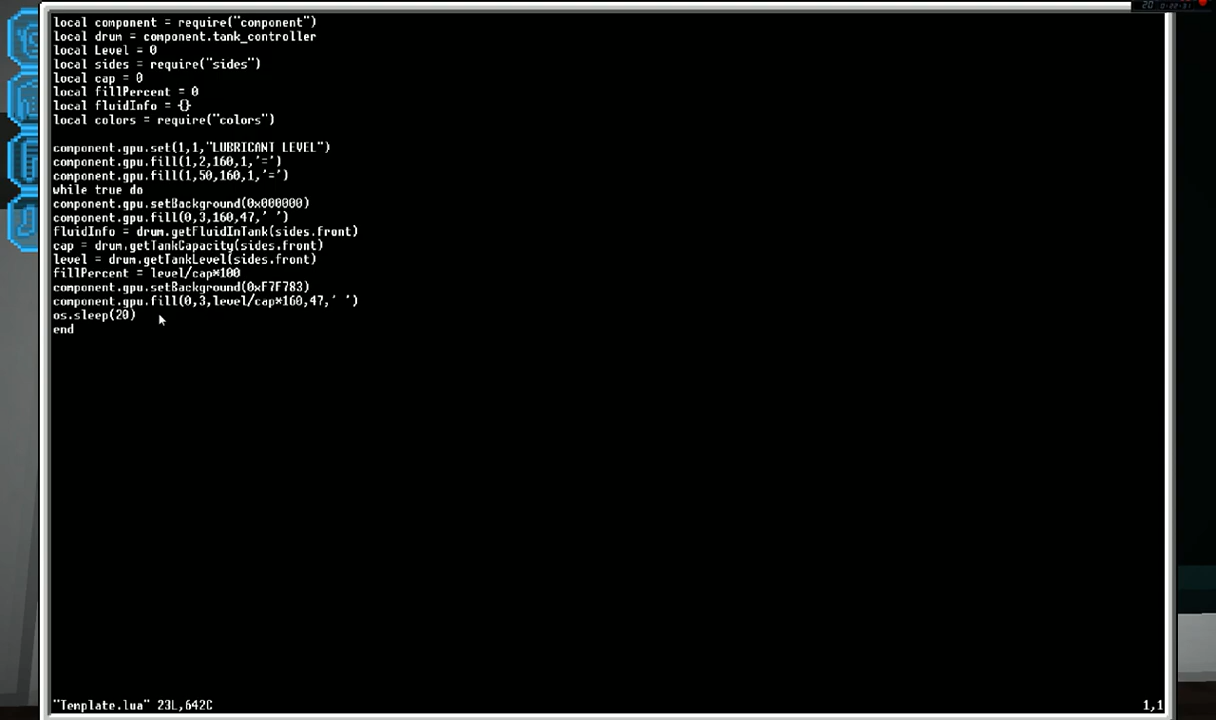 local component = require("component")
local drum = component.tank_controller
local Level = 0
local sides = require("sides")
local cap = 0
local fillPercent = 0
local fluidInfo = {}
local colors = require("colors")
component.gpu.set(1,1,"LUBRICANT LEVEL")
component.gpu.fill(1,2,160,1,'=')
component.gpu.fill(1,50,160,1,'=')
while true do
component.gpu.setBackground(0x000000)
component.gpu.fill(0,3,160,47,' ')
fluidInfo = drum.getFluidInTank(sides.front)
cap = drum.getTankCapacity(sides.front)
level = drum.getTankLevel(sides.front)
fillPercent = level/cap*100
component.gpu.setBackground(0xF7F783)
component.gpu.fill(0,3,level/cap*160,47,' ')
os.sleep(20)
end
"Template.lua" 23L,642C
1,1